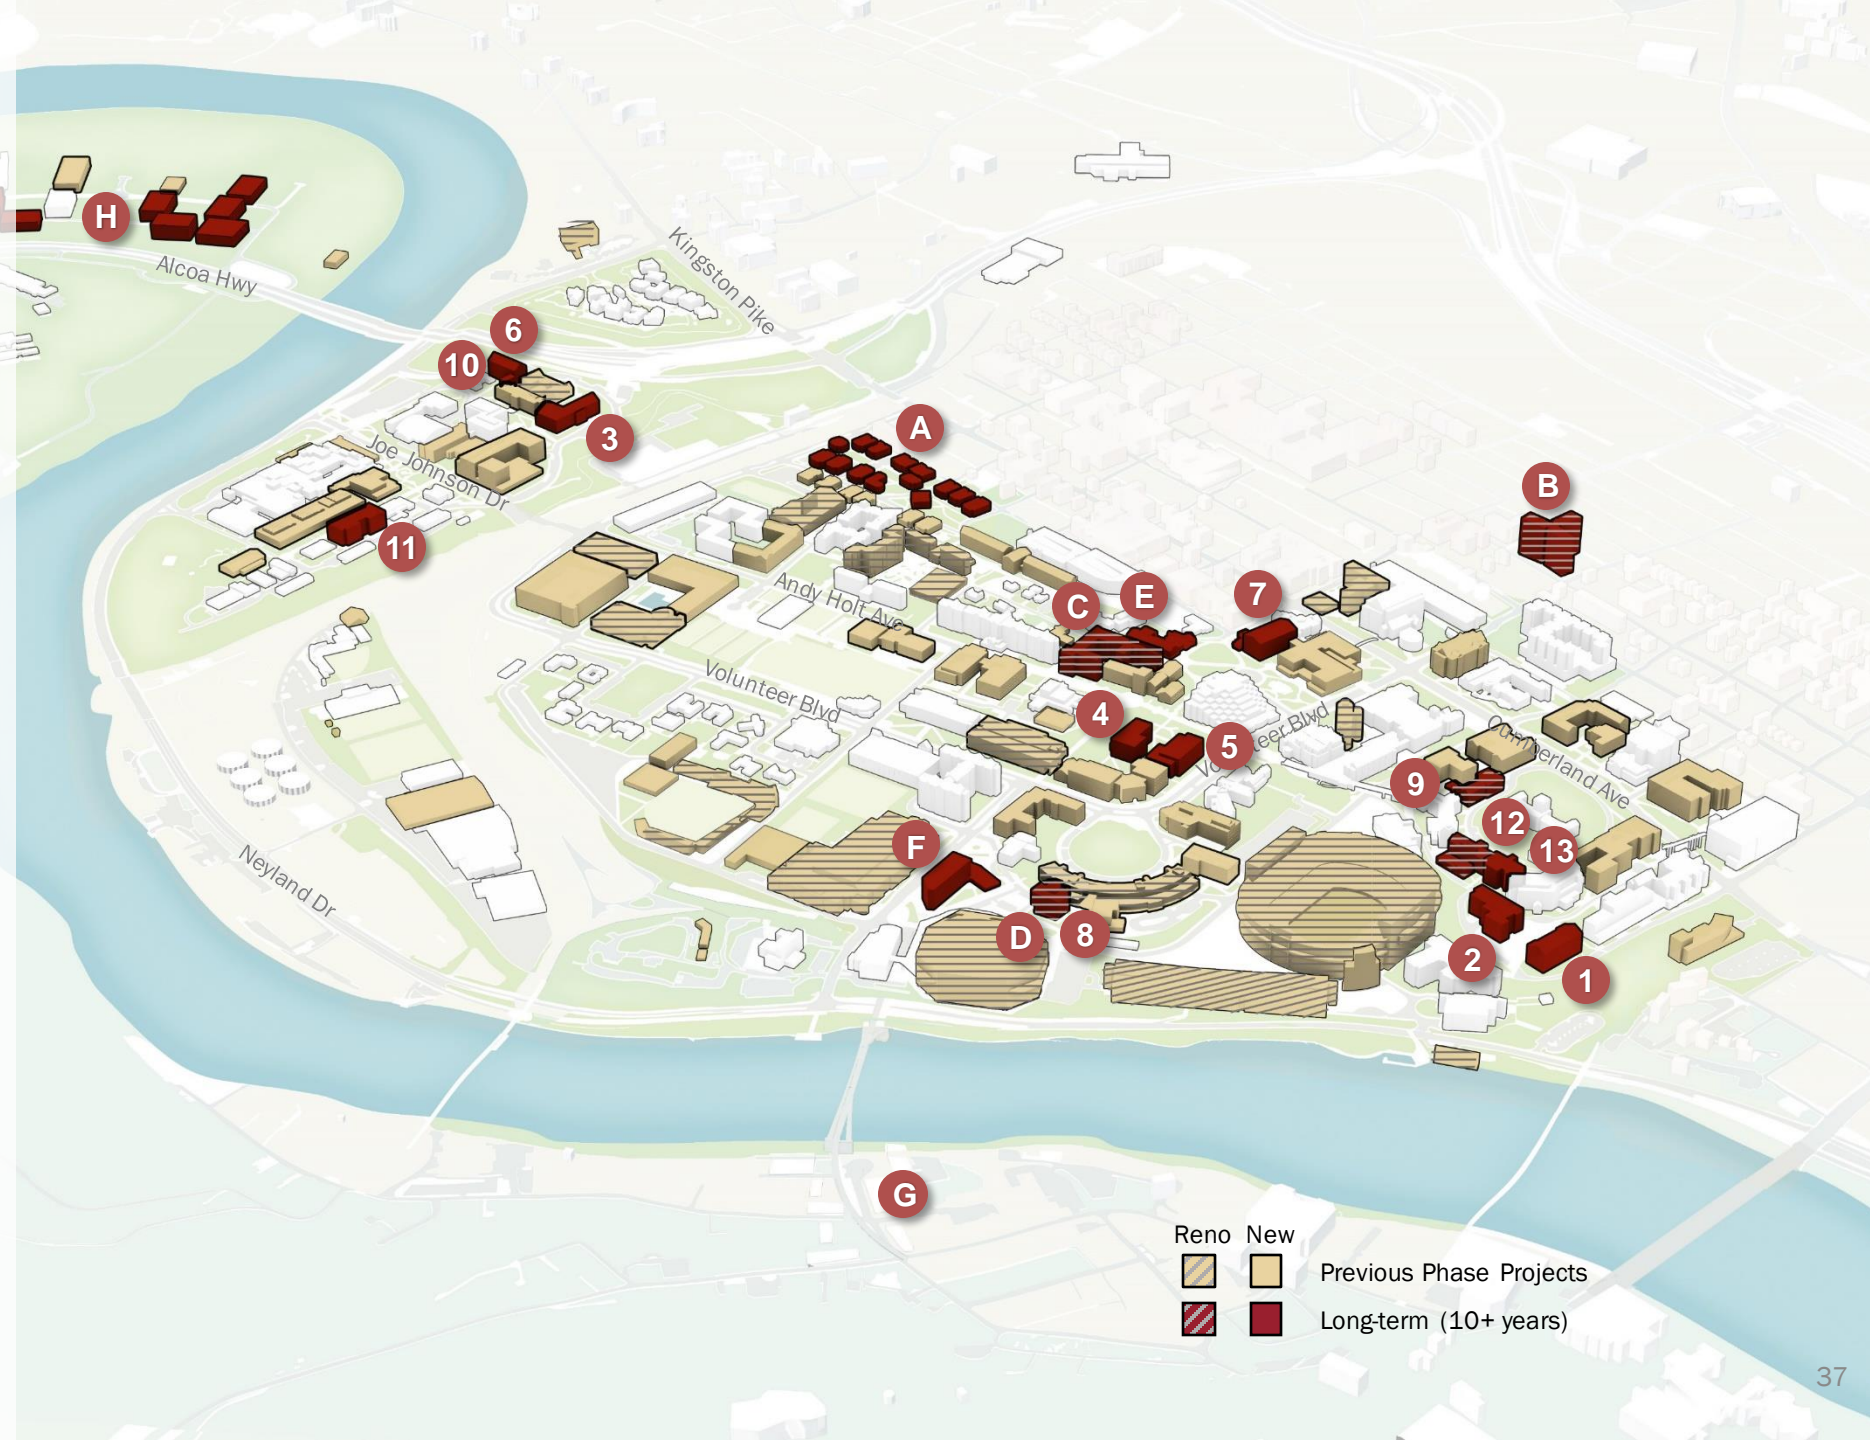 H
Alcoa Hwy
Kingston Pike
6
10
3
Joe Johnson Dr
11
A
B
Andy Holt Ave
C
E
7
Volunteer Blvd
4
5
Volunteer Blvd
Cumberland Ave
9
12
13
F
Neyland Dr
D
8
2
1
G
Reno New
Previous Phase Projects
Long-term (10+ years)
37